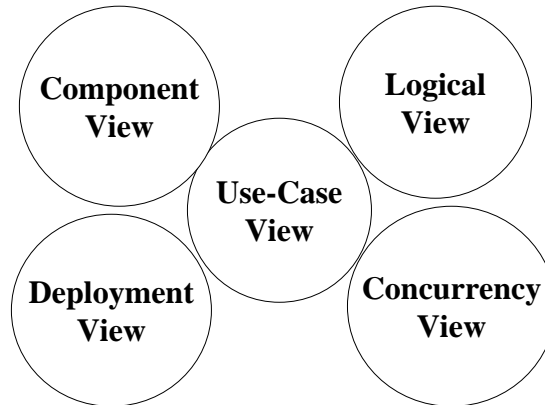 Component
View
Logical
View
Use-Case
View
Deployment
View
Concurrency
View